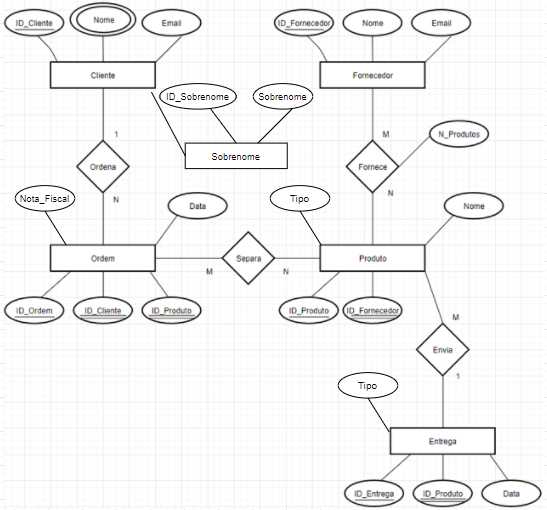 ID_Cliente
Nome
Email
ID_Fornecedor
Nome
Email
Cliente
Fornecedor
ID_Sobrenome
Sobrenome
1
M
N_Produtos
Sobrenome
Ordena
Fornece
Nota_Fiscal
N
Data
Tipo
N
Nome
Ordem
M
Separa
N
Produto
ID_Ordem
ID_Cliente
ID_Produto
ID_Produto
ID_Fornecedor
M
Envia
1
Tipo
Entrega
ID_Entrega
ID_Produto
Data